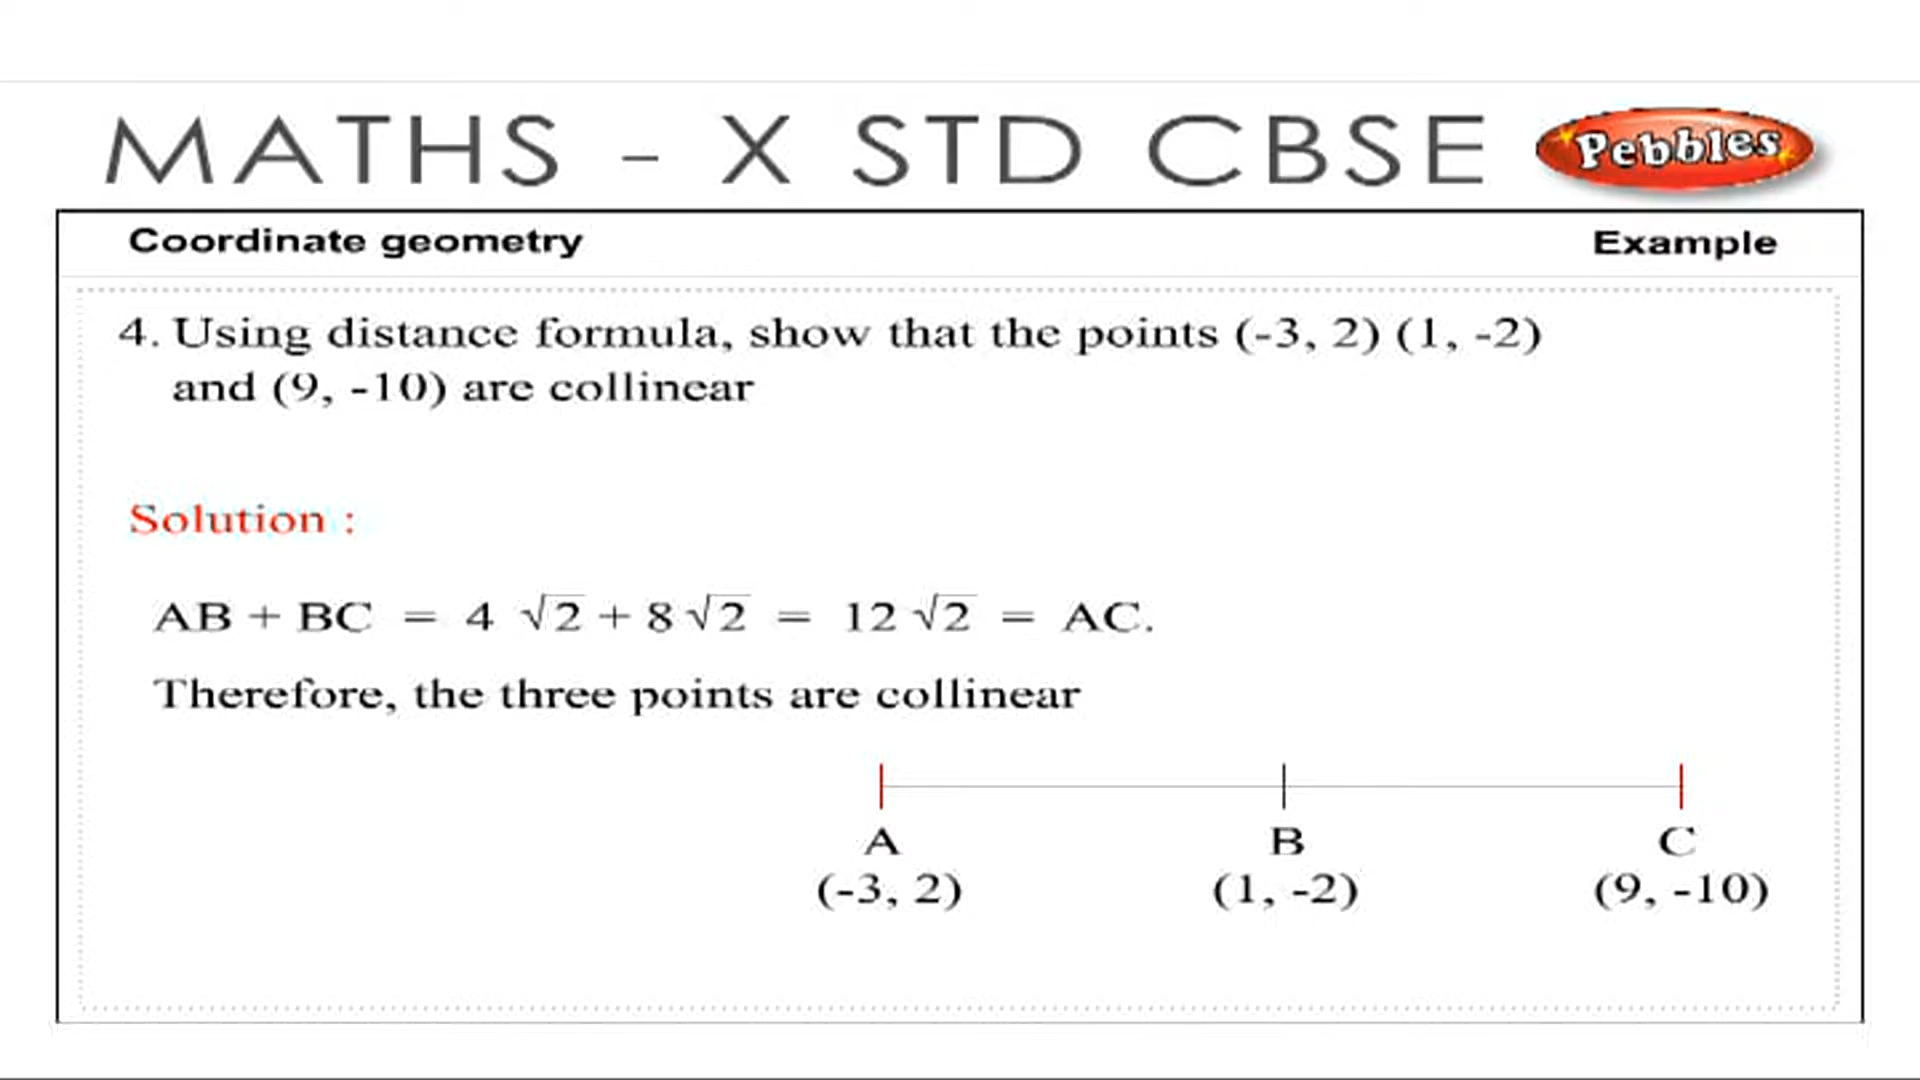 MATHS - X STD CBSE
Pebbles
Coordinate geometry
Example
4. Using distance formula, show that the points (-3, 2) (1, -2)
and (9, -10) are collinear
Solution :
AB + BC = 4 √2 + 8 √2 = 12 √2 = AC.
Therefore, the three points are collinear
A B C
(-3, 2) (1, -2) (9, -10)